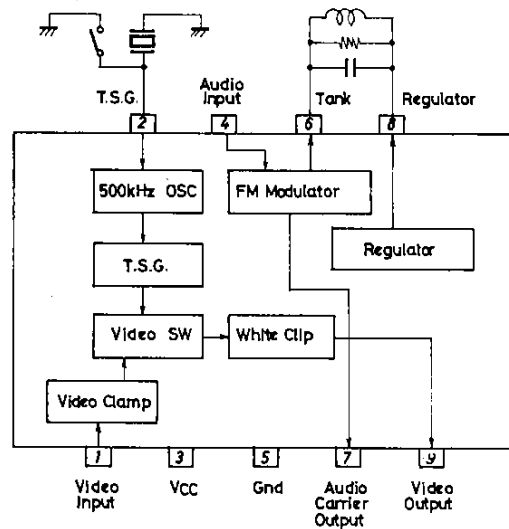 T.S.G.
Audio
Input
Tank
Regulator
2
4
6
8
500kHz OSC
FM Modulator
Regulator
T.S.G.
Video SW
White Clip
Video Clamp
1
3
5
7
9
Video
Input
Vcc
Gnd
Audio
Carrier
Output
Video Output